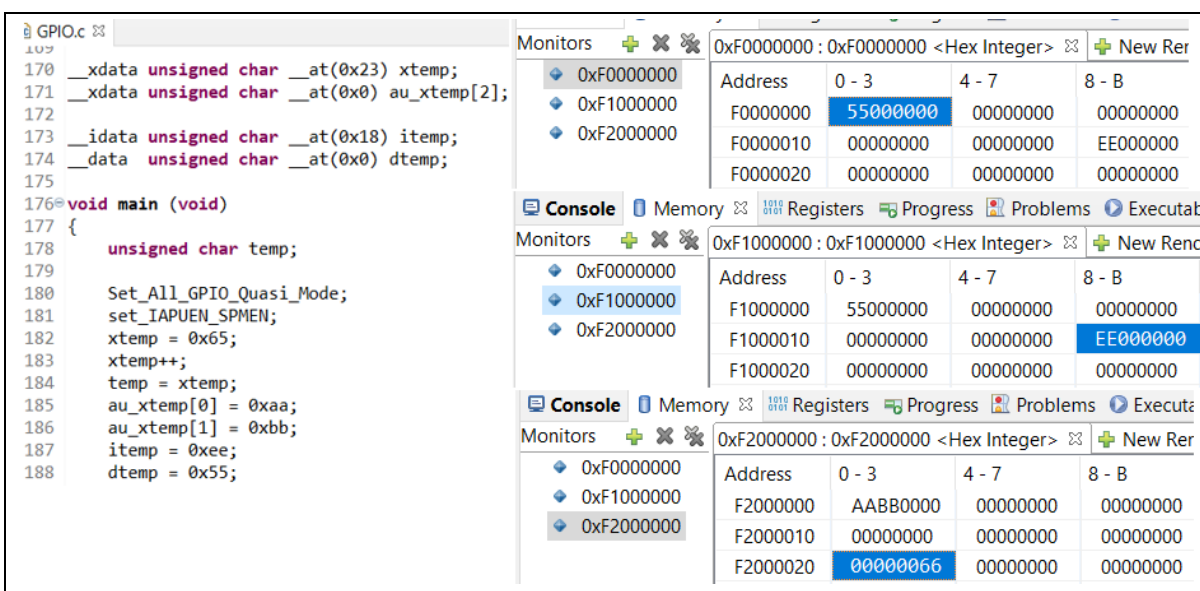 GPIO.c
169
170 __xdata unsigned char __at(0x23) xtemp;
171 __xdata unsigned char __at(0x0) au_xtemp[2];
172
173 __idata unsigned char __at(0x18) itemp;
174 __data  unsigned char __at(0x0) dtemp;
175
176 void main (void)
177 {
178     unsigned char temp;
179
180     Set_All_GPIO_Quasi_Mode;
181     set_IAPUEN_SPMEN;
182     xtemp = 0x65;
183     xtemp++;
184     temp = xtemp;
185     au_xtemp[0] = 0xaa;
186     au_xtemp[1] = 0xbb;
187     itemp = 0xee;
188     dtemp = 0x55;
Monitors 0xF0000000 : 0xF0000000 <Hex Integer> New Rer
0xF0000000
0xF1000000
0xF2000000
Address 0 - 3 4 - 7 8 - B
F0000000 55000000 00000000 00000000
F0000010 00000000 00000000 EE000000
F0000020 00000000 00000000 00000000
Console Memory Registers Progress Problems Executab
Monitors 0xF1000000 : 0xF1000000 <Hex Integer> New Renc
0xF0000000
0xF1000000
0xF2000000
Address 0 - 3 4 - 7 8 - B
F1000000 55000000 00000000 00000000
F1000010 00000000 00000000 EE000000
F1000020 00000000 00000000 00000000
Console Memory Registers Progress Problems Executa
Monitors 0xF2000000 : 0xF2000000 <Hex Integer> New Rer
0xF0000000
0xF1000000
0xF2000000
Address 0 - 3 4 - 7 8 - B
F2000000 AABB0000 00000000 00000000
F2000010 00000000 00000000 00000000
F2000020 00000066 00000000 00000000